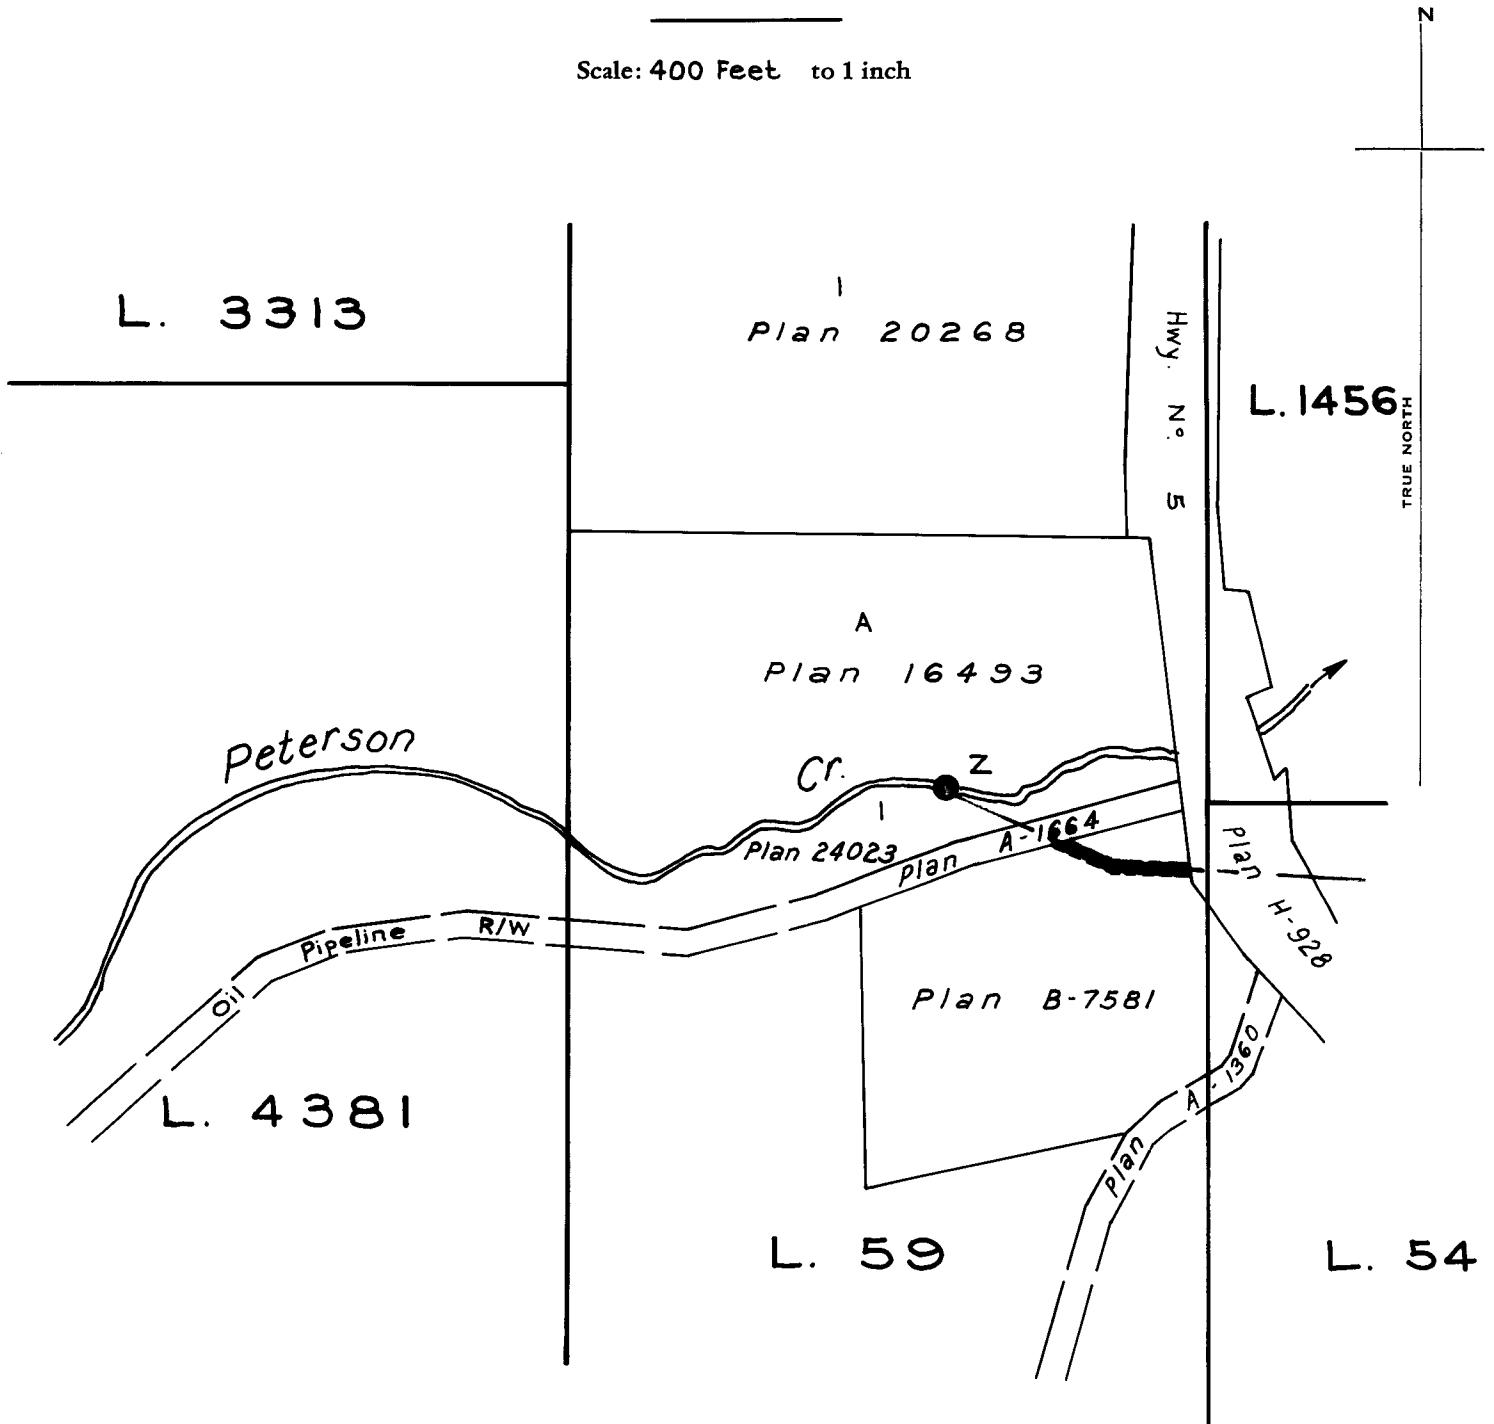 N
Scale: 400 Feet to 1 inch
TRUE NORTH
L. 3313
1
Plan 20268
Hwy. Nº. 5
L. 1456
A
Plan 16493
Peterson Cr.
Z
1
Plan 24023
Plan A-1664
Plan H-928
Oil Pipeline R/W
Plan B-7581
Plan A-1360
L. 4381
L. 59
L. 54